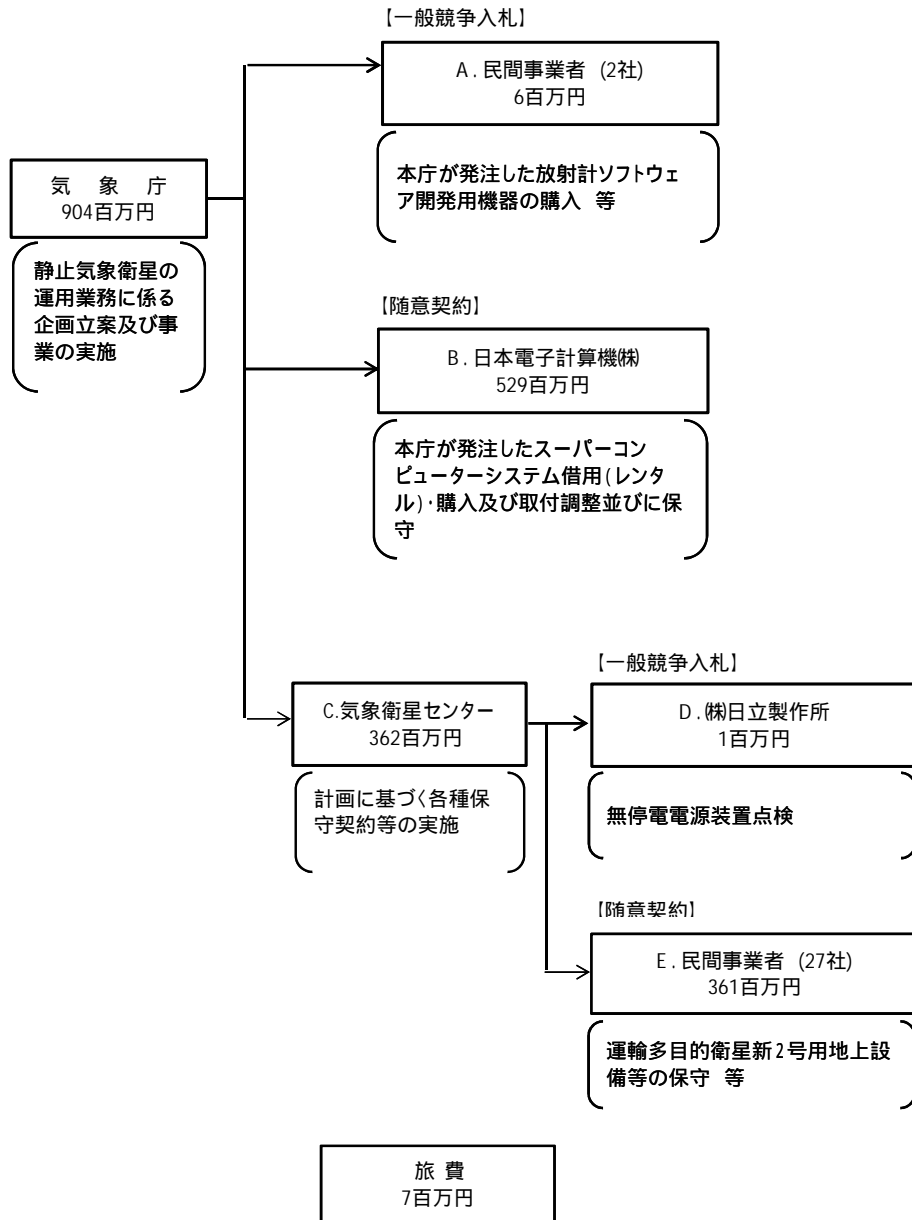 【一般競争入札】
A．民間事業者 (2社)
6百万円
本庁が発注した放射計ソフトウェ
ア開発用機器の購入 等
気 象 庁
904百万円
静止気象衛星の
運用業務に係る
企画立案及び事
業の実施
【随意契約】
B．日本電子計算機㈱
529百万円
本庁が発注したスーパーコン
ピューターシステム借用(レンタ
ル)・購入及び取付調整並びに保
守
C.気象衛星センター
362百万円
計画に基づく各種保
守契約等の実施
【一般競争入札】
D．㈱日立製作所
1百万円
無停電電源装置点検
【随意契約】
E．民間事業者 (27社)
361百万円
運輸多目的衛星新2号用地上設
備等の保守 等
旅 費
7百万円